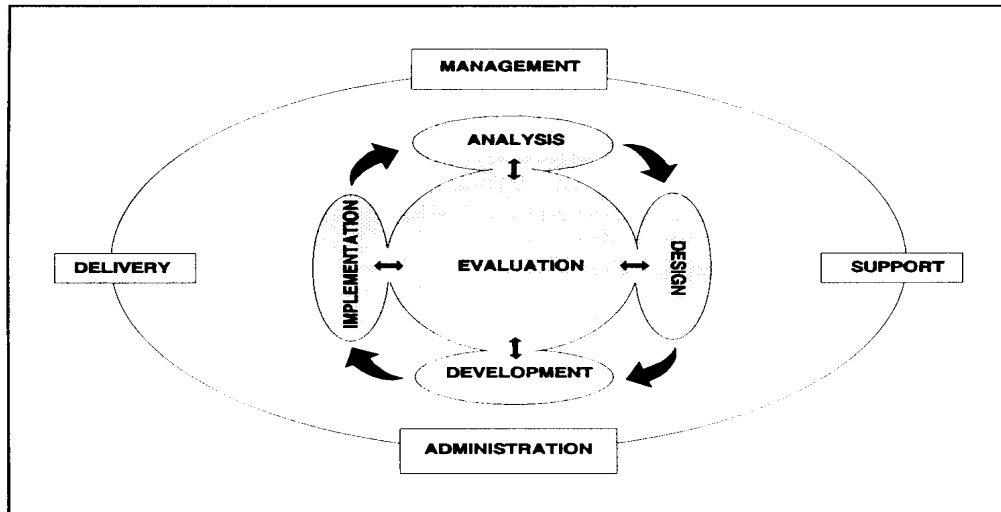 MANAGEMENT
ANALYSIS
DELIVERY
IMPLEMENTATION
EVALUATION
DESIGN
SUPPORT
DEVELOPMENT
ADMINISTRATION